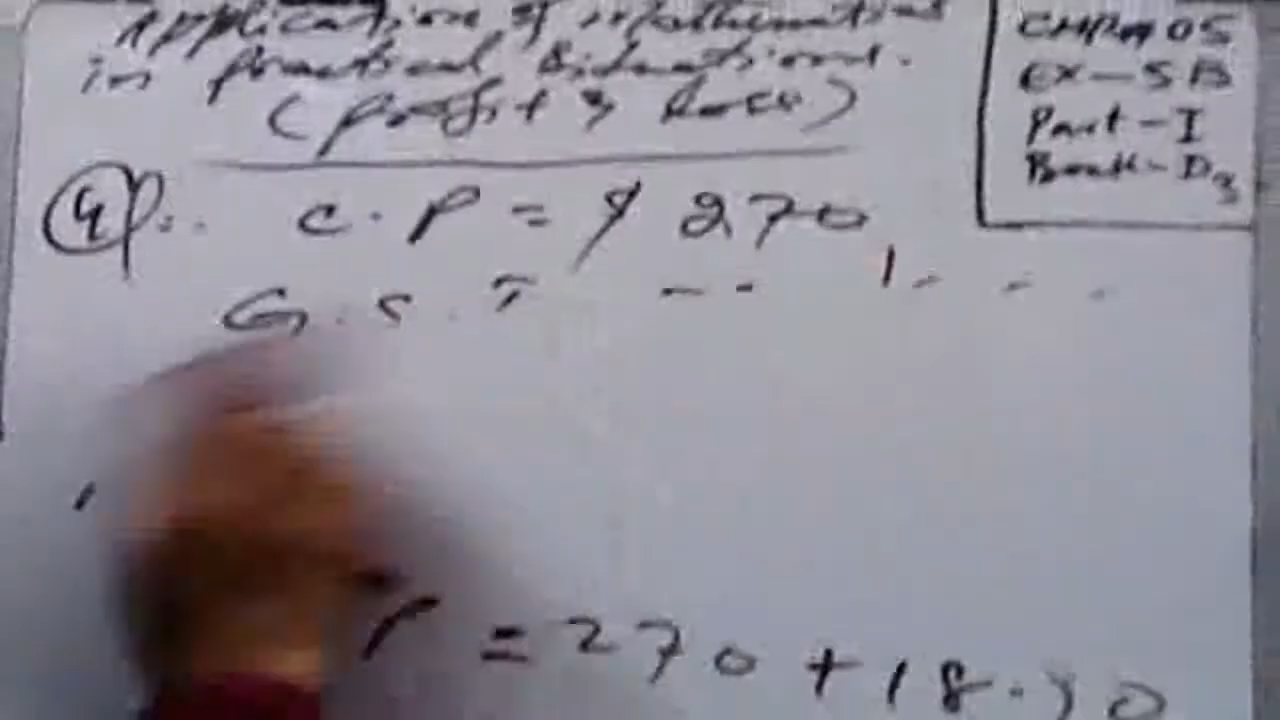 Application of mathematics
in practical situations.
(Profit & Loss)
CHP# 05
EX-5B
Part-I
Book-D3
4 C.P = $ 270
G.S.T
= 270 + 18.90